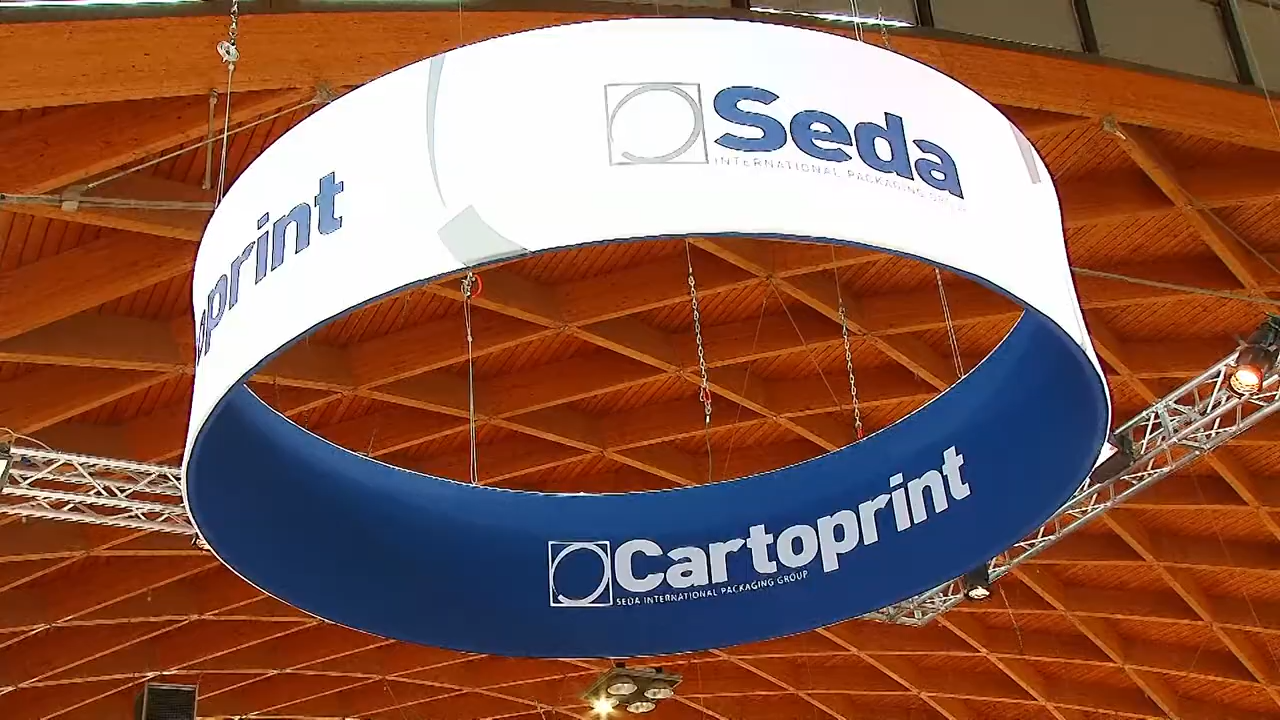 Seda
INTERNATIONAL PACKAGING GROUP
print
Cartoprint
SEDA INTERNATIONAL PACKAGING GROUP